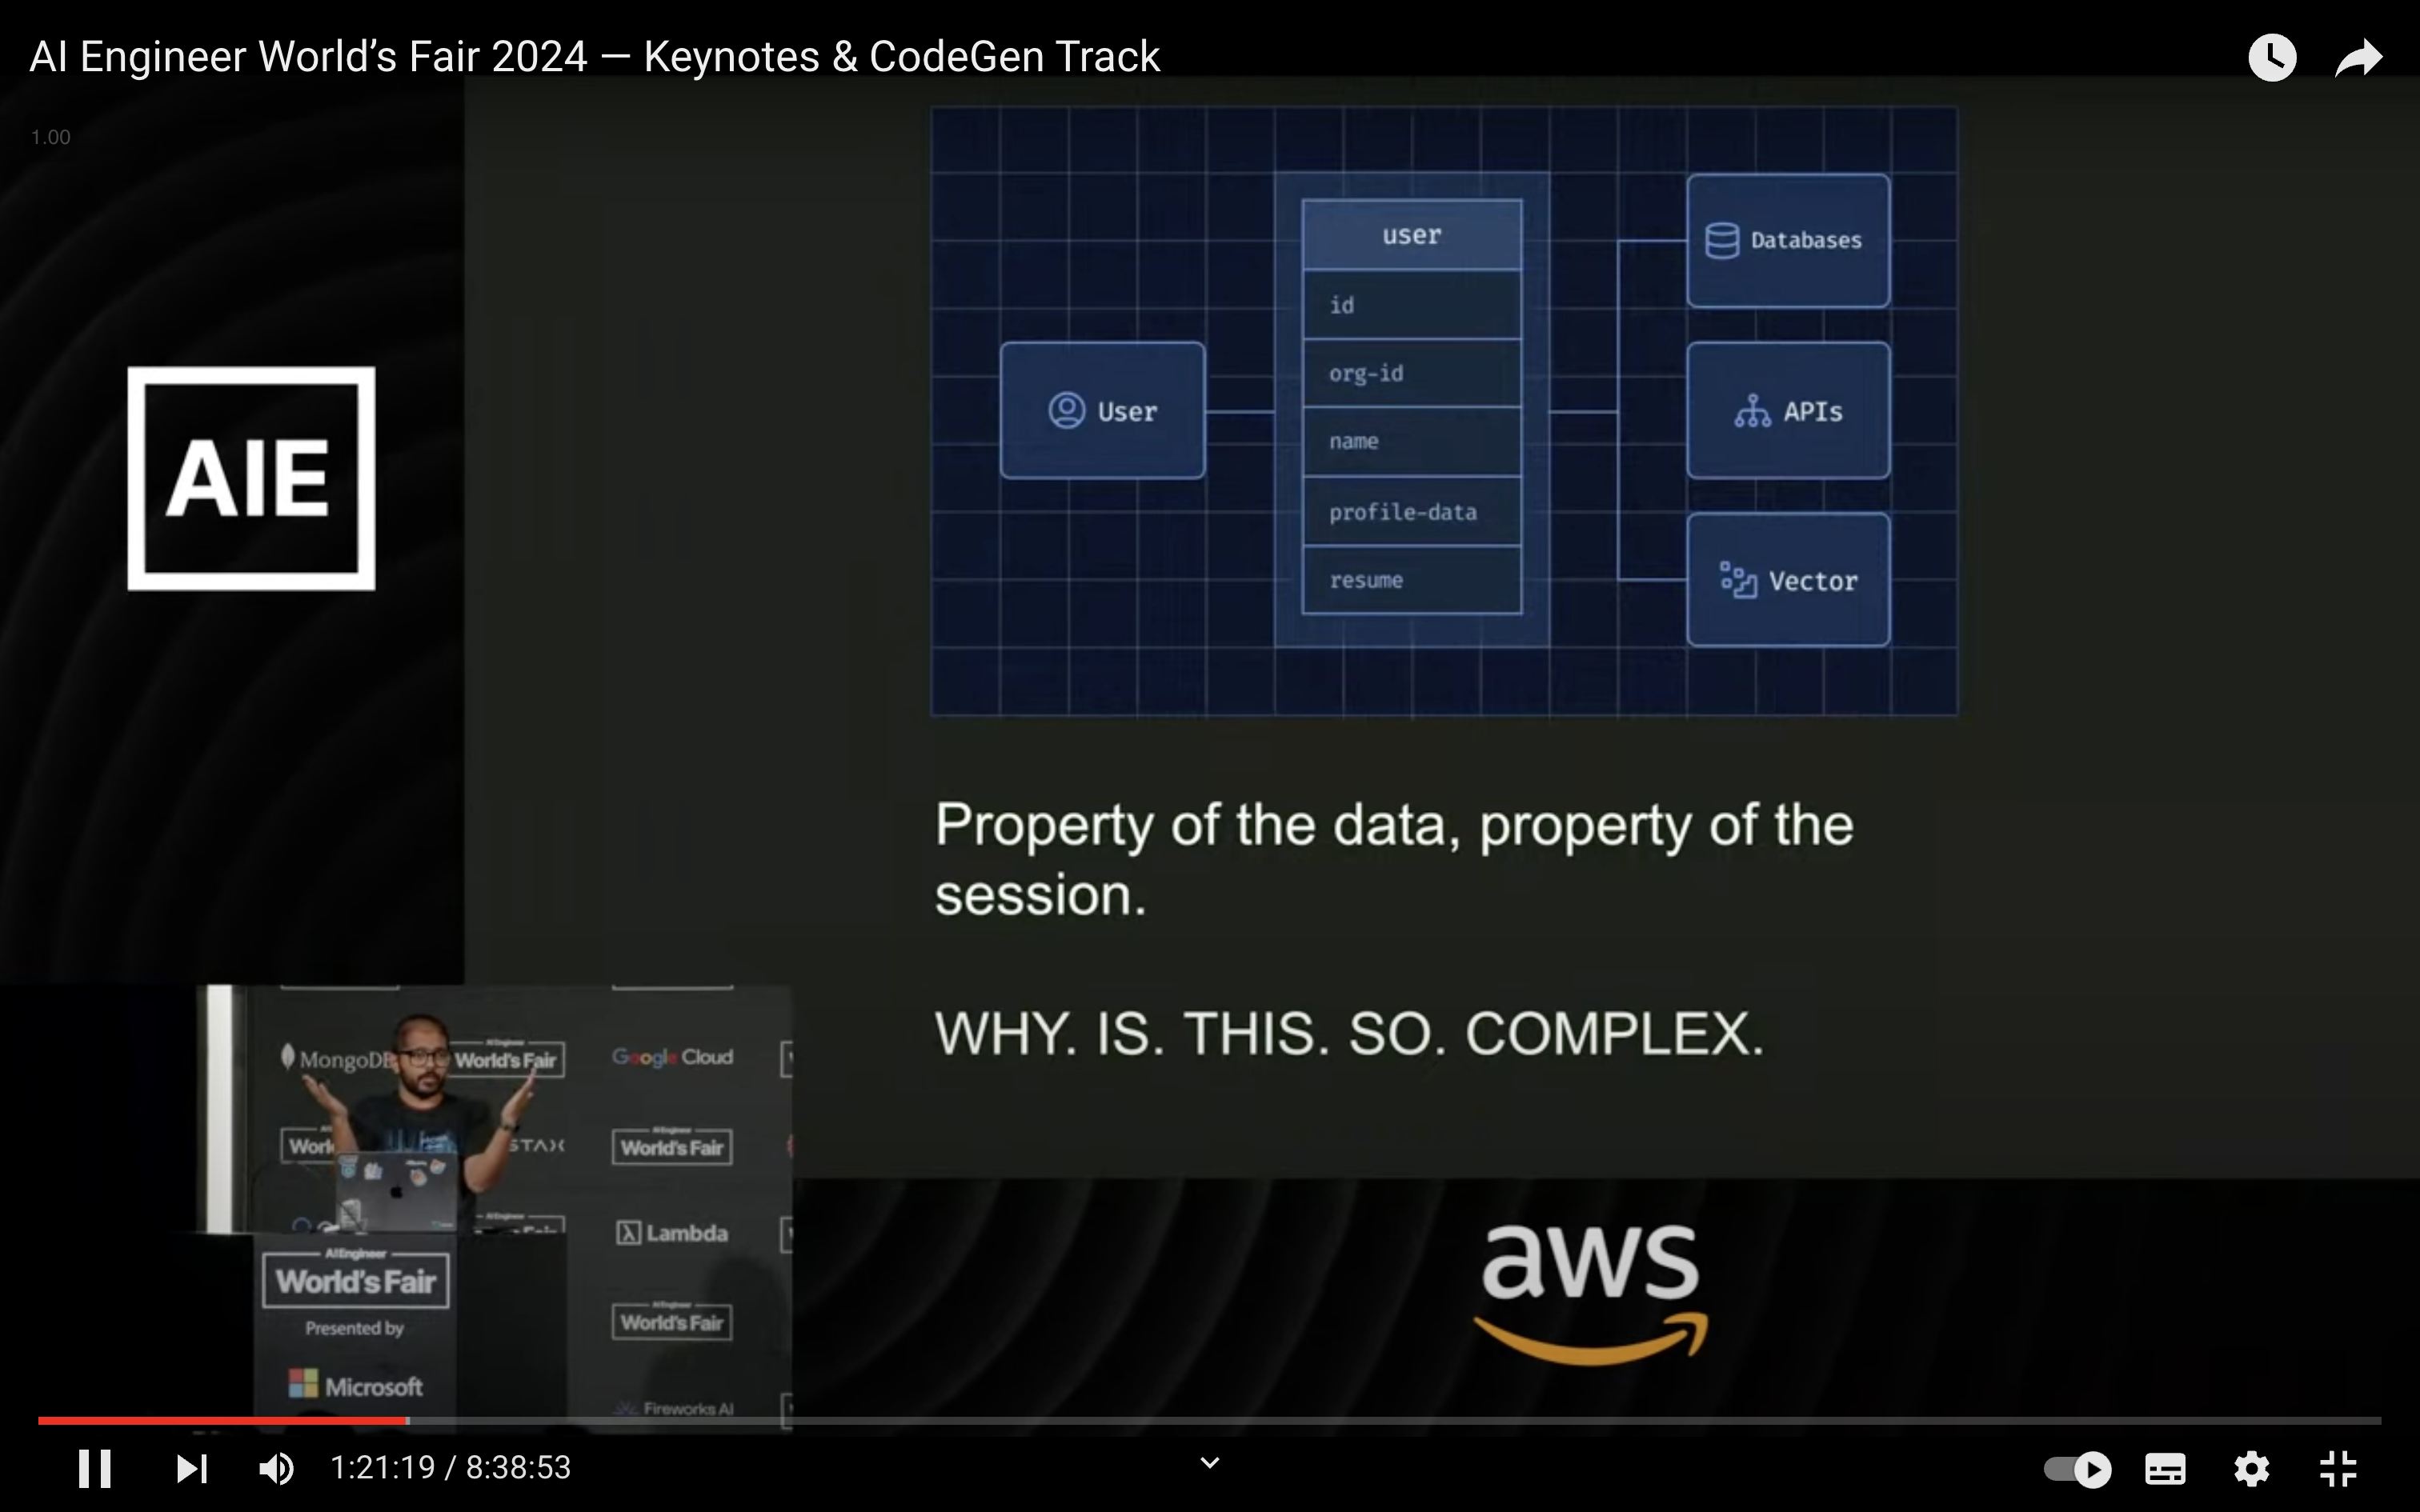 AI Engineer World's Fair 2024 — Keynotes & CodeGen Track
1.00
AIE
User
user
id
org-id
name
profile-data
resume
Databases
APIs
Vector
Property of the data, property of the
session.
WHY. IS. THIS. SO. COMPLEX.
MongoDB
World's Fair
Google Cloud
World's Fair
Lambda
World's Fair
Fireworks AI
AI Engineer
World's Fair
Presented by
Microsoft
aws
1:21:19 / 8:38:53